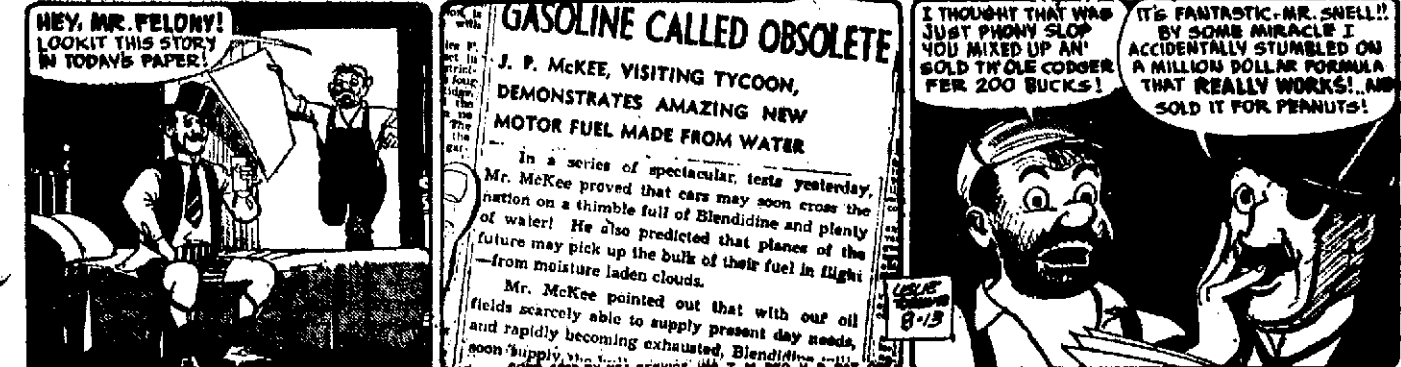 HEY, MR. FELONY!
LOOKIT THIS STORY
IN TODAY'S PAPER!
GASOLINE CALLED OBSOLETE
J. P. McKEE, VISITING TYCOON,
DEMONSTRATES AMAZING NEW
MOTOR FUEL MADE FROM WATER
In a series of spectacular tests yesterday,
Mr. McKee proved that cars may soon cross the
nation on a thimble full of Blendidine and plenty
of water! He also predicted that planes of the
future may pick up the bulk of their fuel in flight
—from moisture laden clouds.
Mr. McKee pointed out that with our oil
fields scarcely able to supply present day needs,
and rapidly becoming exhausted, Blendidine will
soon supply the
I THOUGHT THAT WAS
JUST PHONY SLOP
YOU MIXED UP AN'
SOLD TH' OLE CODGER
FER 200 BUCKS!
IT'S FANTASTIC, MR. SNELL!!
BY SOME MIRACLE I
ACCIDENTALLY STUMBLED ON
A MILLION DOLLAR FORMULA
THAT REALLY WORKS!..AND
SOLD IT FOR PEANUTS!
LESLIE
TURNER
8-13